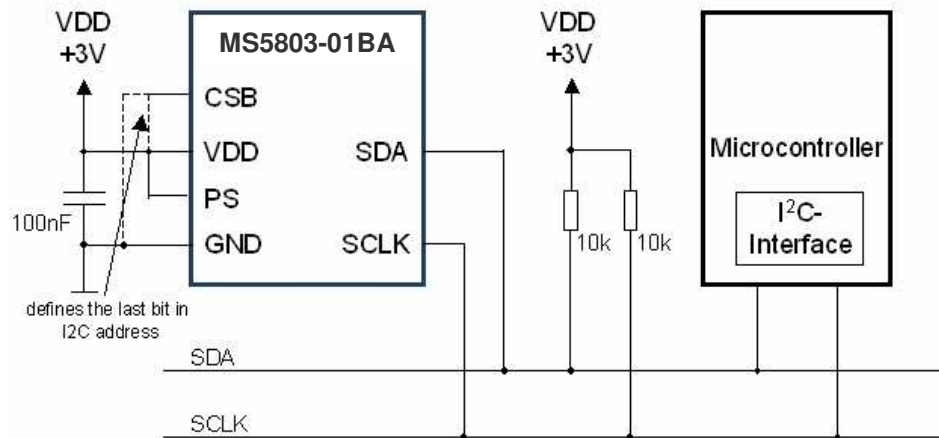 VDD
+3V
100nF
defines the last bit in
I2C address
MS5803-01BA
CSB
VDD
PS
GND
SDA
SCLK
VDD
+3V
10k
10k
Microcontroller
I²C-
Interface
SDA
SCLK